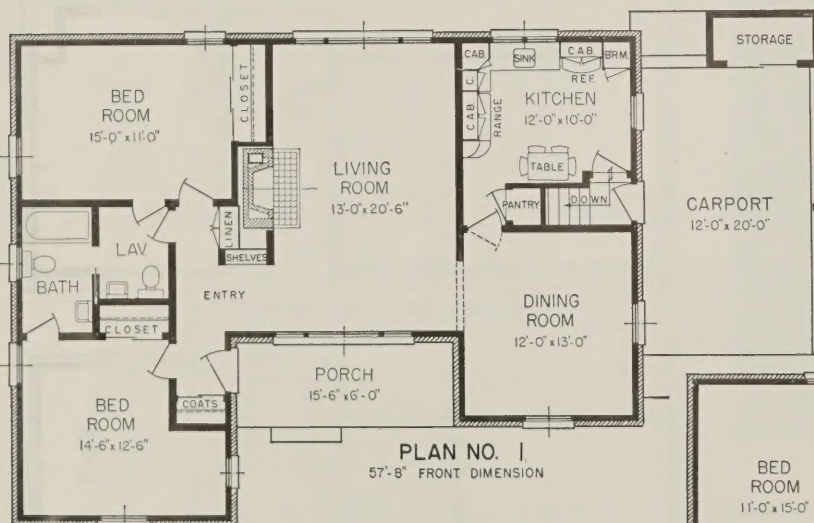 STORAGE
CAB.
SINK
CAB.
BRM.
REF.
C.
CAB.
RANGE
KITCHEN
12'-0" x 10'-0"
TABLE
BED
ROOM
15'-0" x 11'-0"
CLOSET
LIVING
ROOM
13'-0" x 20'-6"
CARPORT
12'-0" x 20'-0"
PANTRY
DOWN
LINEN
SHELVES
LAV.
BATH
ENTRY
CLOSET
DINING
ROOM
12'-0" x 13'-0"
PORCH
15'-6" x 6'-0"
COATS
BED
ROOM
14'-6" x 12'-6"
PLAN NO. 1
57'-8" FRONT DIMENSION
BED
ROOM
11'-0" x 15'-0"